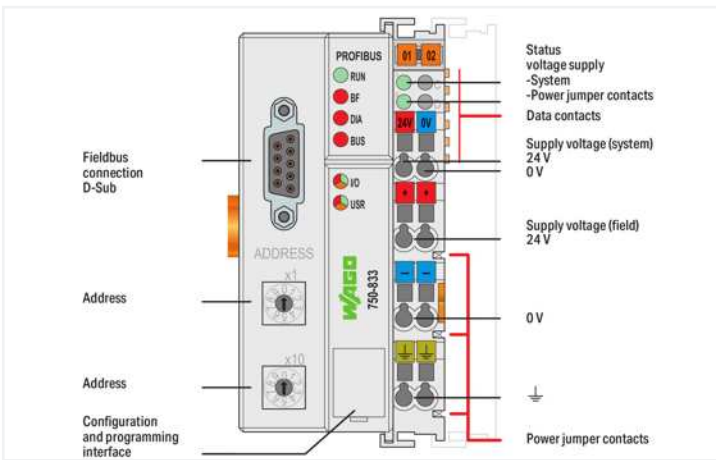 PROFIBUS
RUN
BF
DIA
BUS
I/O
USR
01 02
24V 0V
+ +
— —
ADDRESS
x1
x10
WAGO
750-833
Fieldbus
connection
D-Sub
Address
Address
Configuration
and programming
interface
Status
voltage supply
-System
-Power jumper contacts
Data contacts
Supply voltage (system)
24 V
0 V
Supply voltage (field)
24 V
0 V
Power jumper contacts